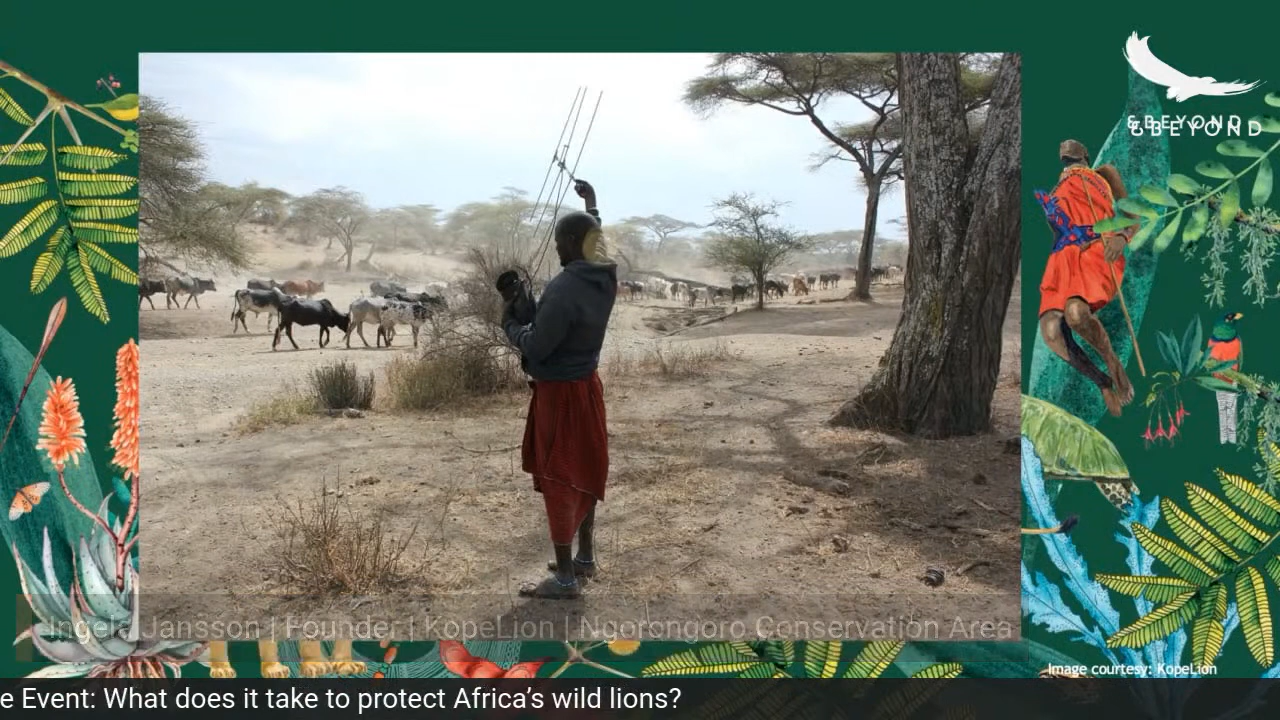 &BEYOND
Ingela Jansson | Founder | KopeLion | Ngorongoro Conservation Area
Image courtesy: KopeLion
e Event: What does it take to protect Africa’s wild lions?